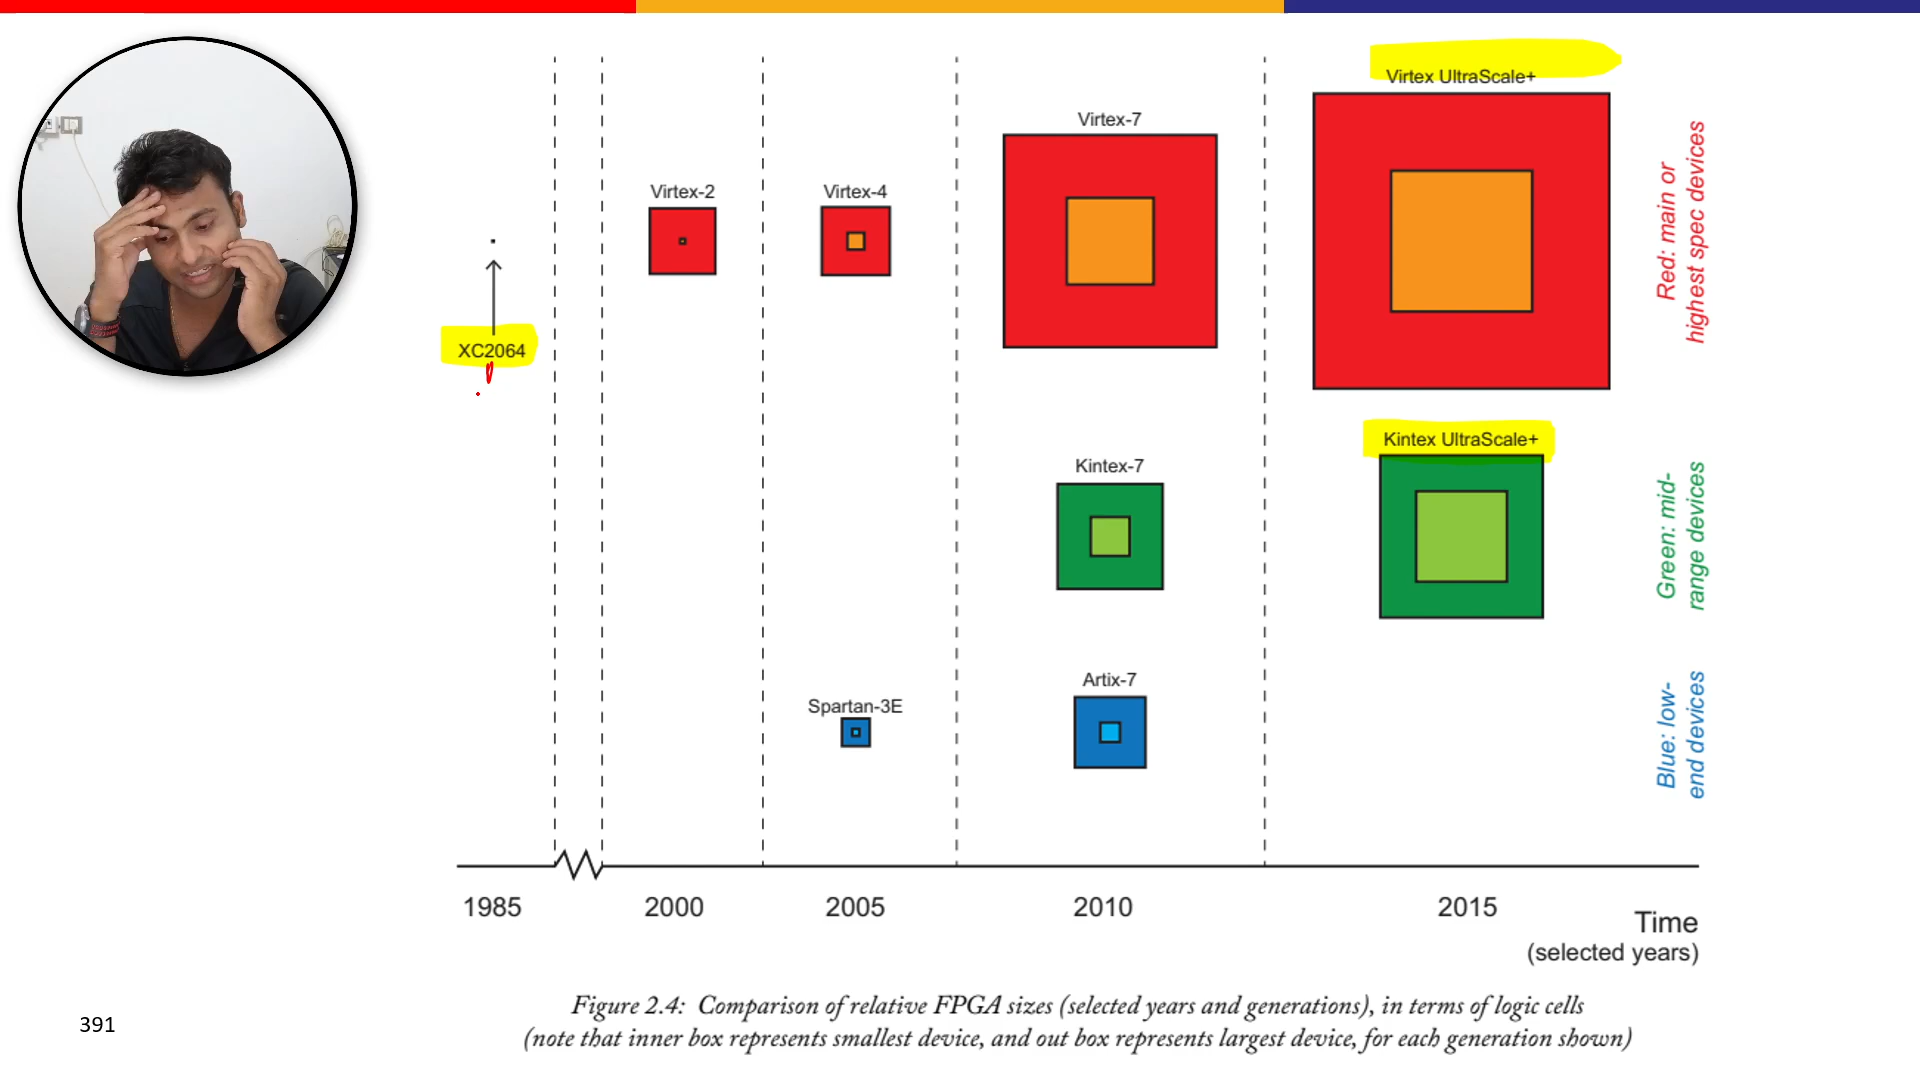 Virtex UltraScale+
Virtex-7
Virtex-2
Virtex-4
XC2064
Red: main or
highest spec devices
Kintex UltraScale+
Kintex-7
Green: mid-
range devices
Artix-7
Spartan-3E
Blue: low-
end devices
1985
2000
2005
2010
2015
Time
(selected years)
Figure 2.4: Comparison of relative FPGA sizes (selected years and generations), in terms of logic cells
(note that inner box represents smallest device, and out box represents largest device, for each generation shown)
391